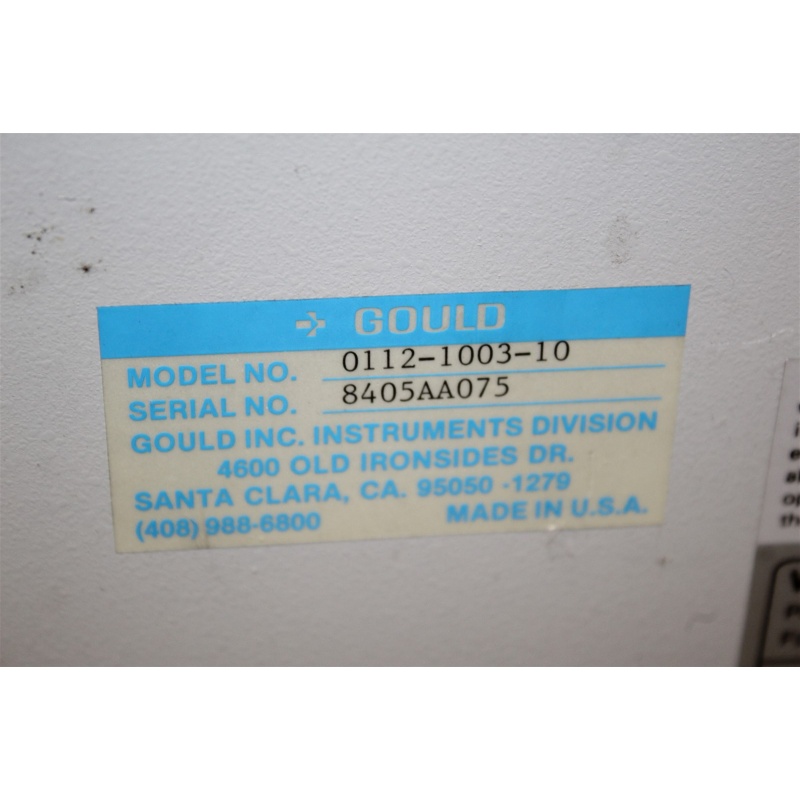 GOULD
MODEL NO. 0112-1003-10
SERIAL NO. 8405AA075
GOULD INC. INSTRUMENTS DIVISION
4600 OLD IRONSIDES DR.
SANTA CLARA, CA. 95050 -1279
(408) 988-6800 MADE IN U.S.A.